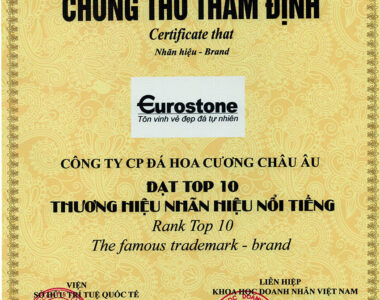 CHỨNG THƯ THẨM ĐỊNH
Certificate that
Nhãn hiệu - Brand
Eurostone
Tôn vinh vẻ đẹp đá tự nhiên
CÔNG TY CP ĐÁ HOA CƯƠNG CHÂU ÂU
ĐẠT TOP 10
THƯƠNG HIỆU NHÃN HIỆU NỔI TIẾNG
Rank Top 10
The famous trademark - brand
VIỆN
SỞ HỮU TRÍ TUỆ QUỐC TẾ
LIÊN HIỆP
KHOA HỌC DOANH NHÂN VIỆT NAM